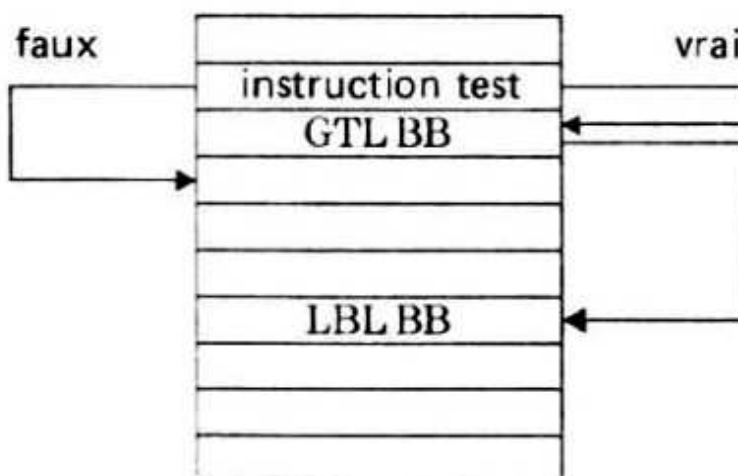 faux
vrai
instruction test
GTL BB
LBL BB